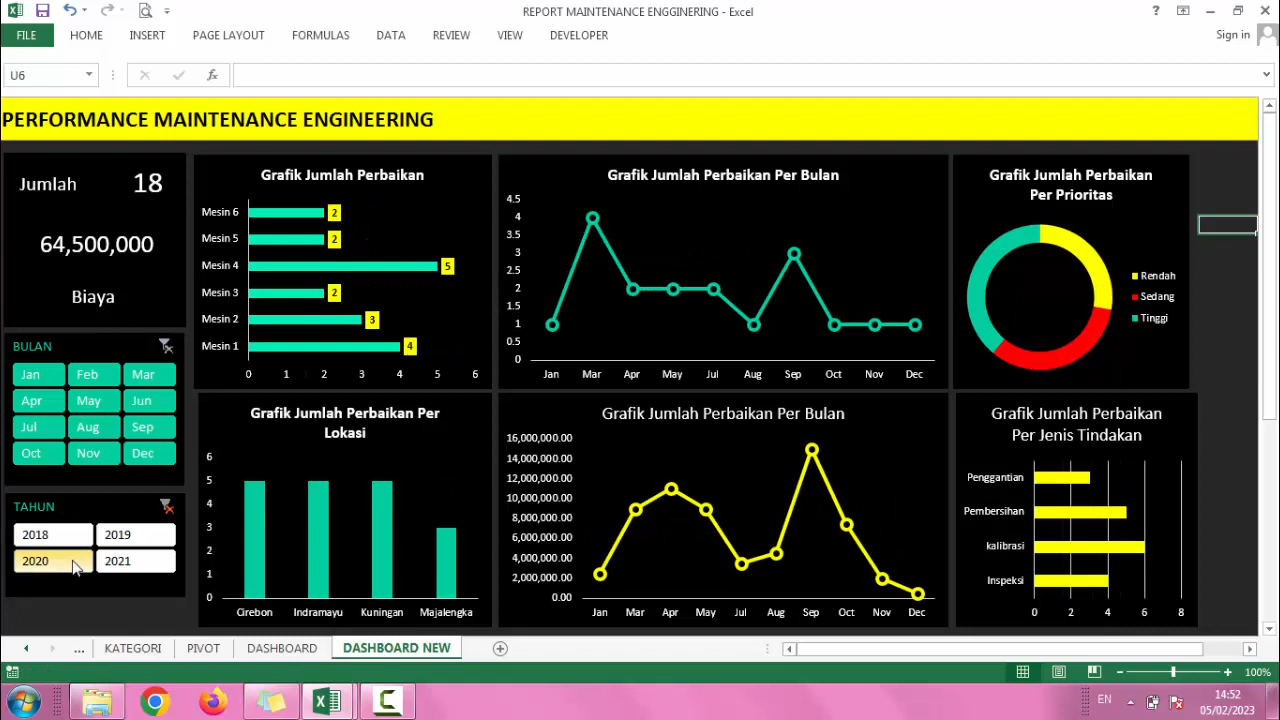 REPORT MAINTENANCE ENGGINERING - Excel
?
FILE HOME INSERT PAGE LAYOUT FORMULAS DATA REVIEW VIEW DEVELOPER Sign in
U6
fx
PERFORMANCE MAINTENANCE ENGINEERING
Jumlah 18
64,500,000
Biaya
BULAN
Jan Feb Mar
Apr May Jun
Jul Aug Sep
Oct Nov Dec
TAHUN
2018 2019
2020 2021
Grafik Jumlah Perbaikan
Mesin 6 2
Mesin 5 2
Mesin 4 5
Mesin 3 2
Mesin 2 3
Mesin 1 4
0 1 2 3 4 5 6
Grafik Jumlah Perbaikan Per Bulan
4.5
4
3.5
3
2.5
2
1.5
1
0.5
0
Jan Mar Apr May Jul Aug Sep Oct Nov Dec
Grafik Jumlah Perbaikan
Per Prioritas
Rendah
Sedang
Tinggi
Grafik Jumlah Perbaikan Per
Lokasi
6
5
4
3
2
1
0
Cirebon Indramayu Kuningan Majalengka
Grafik Jumlah Perbaikan Per Bulan
16,000,000.00
14,000,000.00
12,000,000.00
10,000,000.00
8,000,000.00
6,000,000.00
4,000,000.00
2,000,000.00
0.00
Jan Mar Apr May Jul Aug Sep Oct Nov Dec
Grafik Jumlah Perbaikan
Per Jenis Tindakan
Penggantian
Pembersihan
kalibrasi
Inspeksi
0 2 4 6 8
... KATEGORI PIVOT DASHBOARD DASHBOARD NEW
100%
EN
14:52
05/02/2023